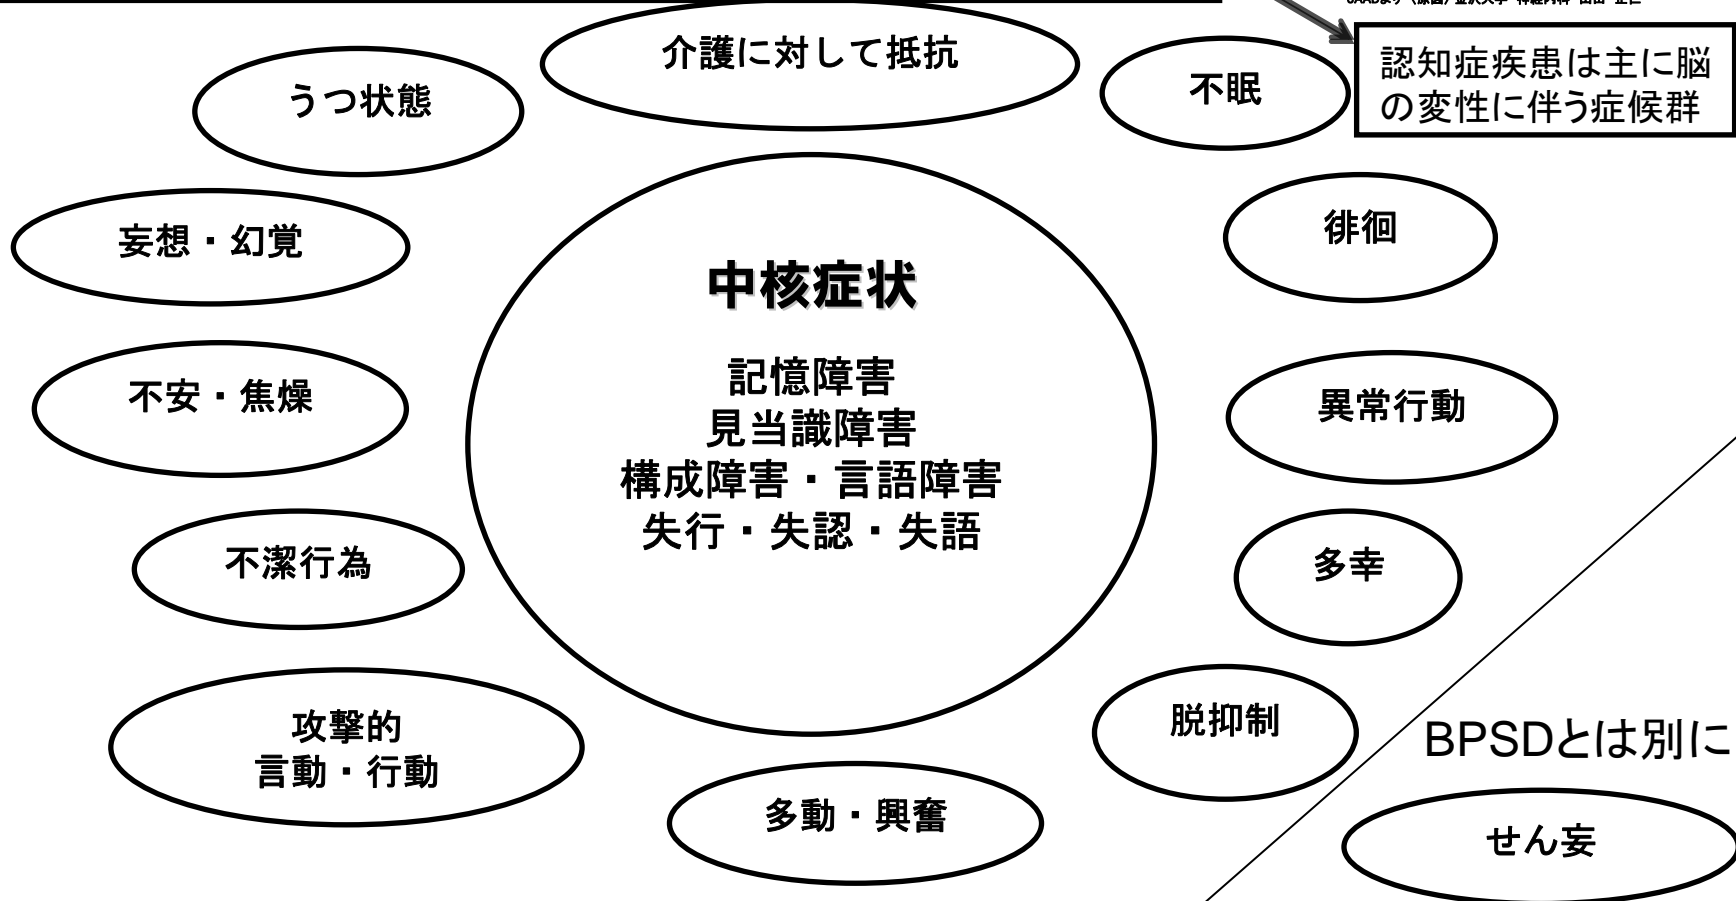 介護に対して抵抗
不眠
認知症疾患は主に脳
の変性に伴う症候群
うつ状態
徘徊
妄想・幻覚
中核症状
記憶障害
見当識障害
構成障害・言語障害
失行・失認・失語
不安・焦燥
異常行動
不潔行為
多幸
攻撃的
言動・行動
脱抑制
BPSDとは別に
多動・興奮
せん妄